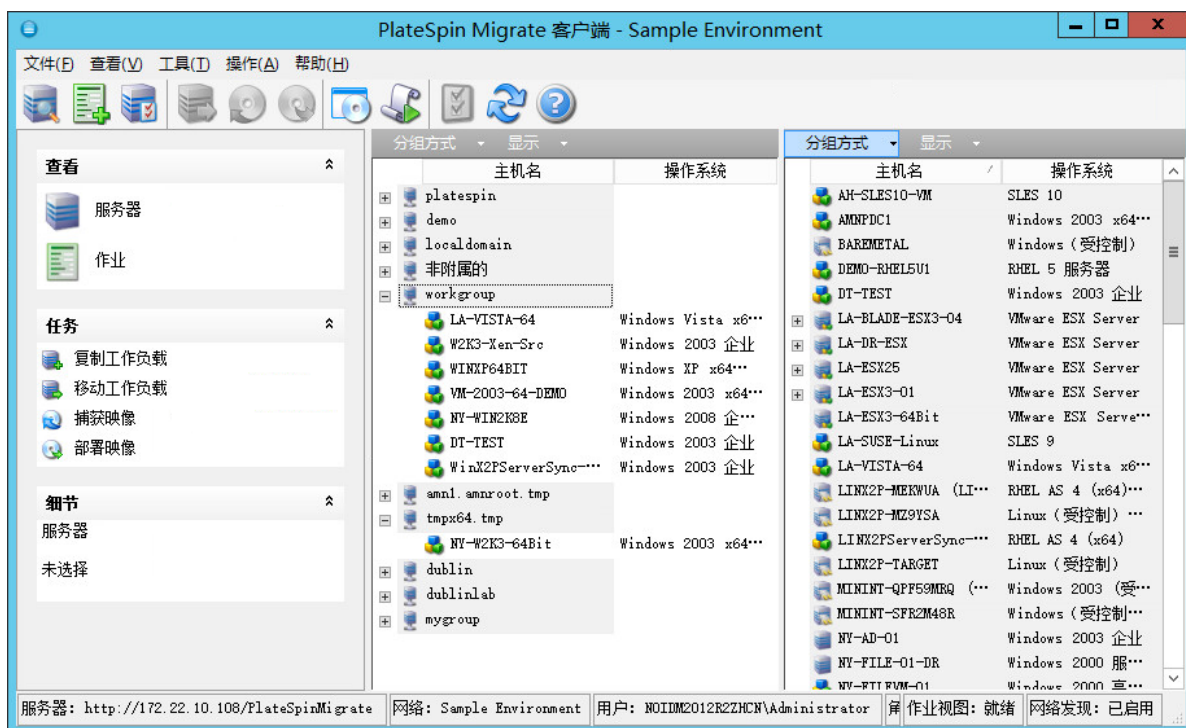 PlateSpin Migrate 客户端 - Sample Environment
文件(F) 查看(V) 工具(T) 操作(A) 帮助(H)
查看
服务器
作业
任务
复制工作负载
移动工作负载
捕获映像
部署映像
细节
服务器
未选择
分组方式 显示
主机名 操作系统
platespin
demo
localdomain
非附属的
workgroup
LA-VISTA-64 Windows Vista x6…
W2K3-Xen-Src Windows 2003 企业
WINXP64BIT Windows XP x64…
VM-2003-64-DEMO Windows 2003 x64…
NY-WIN2K8E Windows 2008 企…
DT-TEST Windows 2003 企业
WinX2PServerSync-… Windows 2003 企业
amn1.amnroot.tmp
tmpx64.tmp
NY-W2K3-64Bit Windows 2003 x64…
dublin
dublinlab
mygroup
分组方式 显示
主机名 操作系统
AH-SLES10-VM SLES 10
AMNPDC1 Windows 2003 x64…
BAREMETAL Windows (受控制)
DEMO-RHEL5U1 RHEL 5 服务器
DT-TEST Windows 2003 企业
LA-BLADE-ESX3-04 VMware ESX Server
LA-DR-ESX VMware ESX Server
LA-ESX25 VMware ESX Server
LA-ESX3-01 VMware ESX Server
LA-ESX3-64Bit VMware ESX Serve…
LA-SUSE-Linux SLES 9
LA-VISTA-64 Windows Vista x6…
LINX2P-MEKWUA (LI… RHEL AS 4 (x64)…
LINX2P-MZ9YSA Linux (受控制) …
LINX2PServerSync-… RHEL AS 4 (x64)
LINX2P-TARGET Linux (受控制)
MININT-QPF59MRQ (… Windows 2003 (受…
MININT-SFR2M48R Windows (受控制…
NY-AD-01 Windows 2003 企业
NY-FILE-01-DR Windows 2000 服…
NY-FILEVM-01 Windows 2000 高…
服务器: http://172.22.10.108/PlateSpinMigrate 网络: Sample Environment 用户: NOIDM2012R2ZHCN\Administrator 作业视图: 就绪 网络发现: 已启用